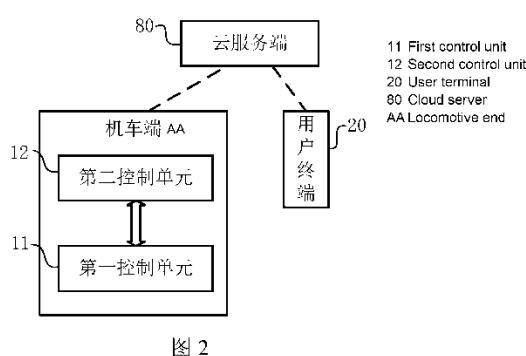 80
云服务端
11 First control unit
12 Second control unit
20 User terminal
80 Cloud server
AA Locomotive end
机车端 AA
12
第二控制单元
11
第一控制单元
用户终端
20
图 2